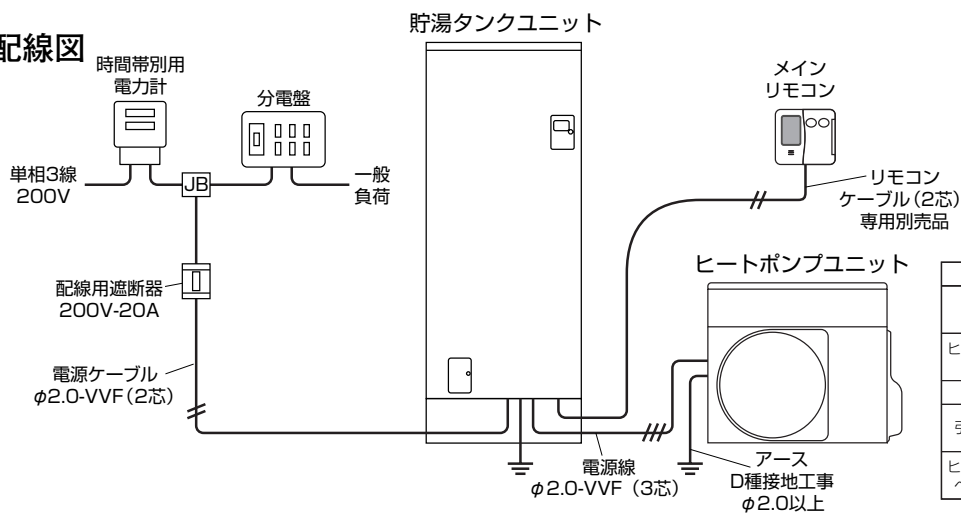 配線図
貯湯タンクユニット
時間帯別用
電力計
分電盤
メイン
リモコン
単相3線
200V
JB
一般
負荷
リモコン
ケーブル(2芯)
専用別売品
ヒートポンプユニット
配線用遮断器
200V-20A
電源ケーブル
φ2.0-VVF(2芯)
電源線
φ2.0-VVF (3芯)
アース
D種接地工事
φ2.0以上
ヒ
ヒ